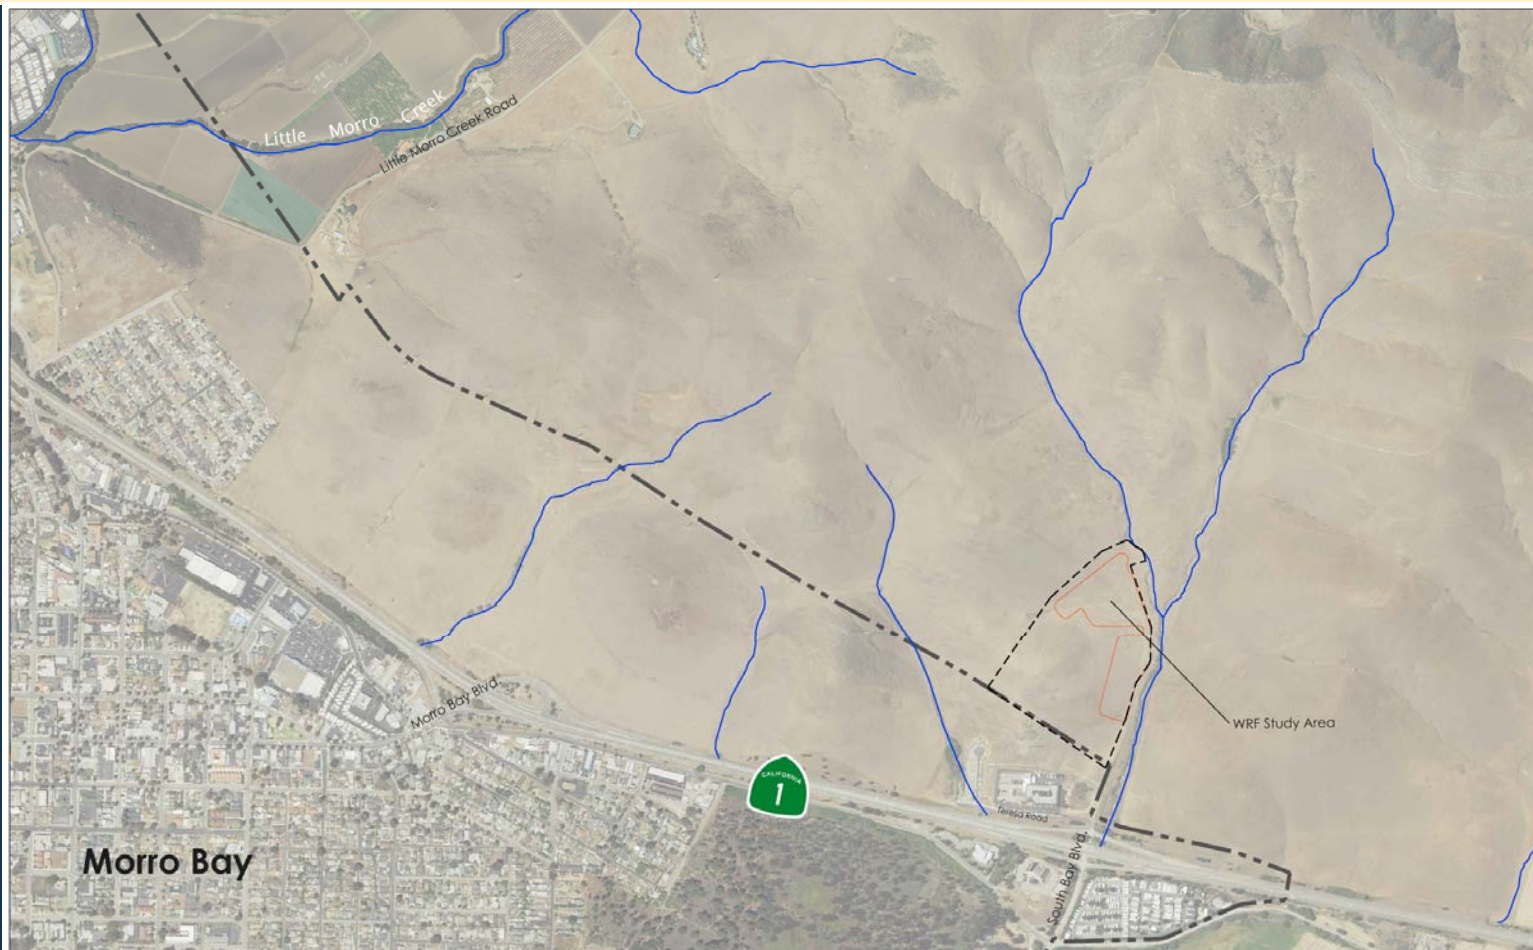 Little Morro Creek
Little Morro Creek Road
WRF Study Area
Morro Bay Blvd.
CALIFORNIA
1
Teresa Road
South Bay Blvd.
Morro Bay